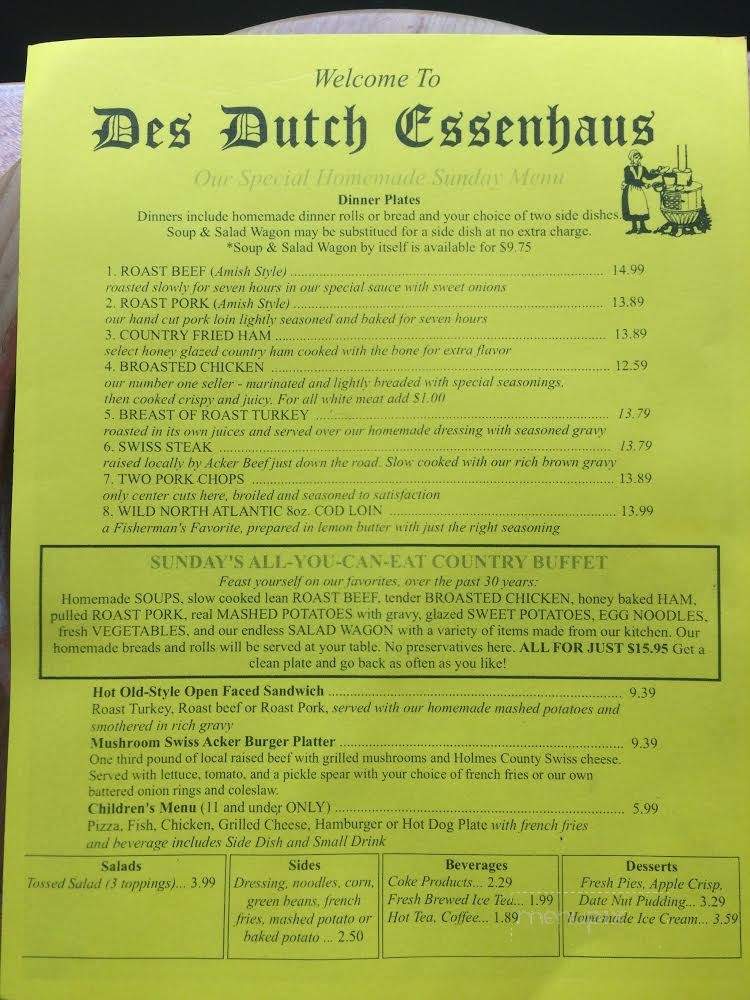 Welcome To
Des Dutch Essenhaus
Our Special Homemade Sunday Menu
Dinner Plates
Dinners include homemade dinner rolls or bread and your choice of two side dishes.
Soup & Salad Wagon may be substitued for a side dish at no extra charge.
*Soup & Salad Wagon by itself is available for $9.75
1. ROAST BEEF (Amish Style) ... 14.99
roasted slowly for seven hours in our special sauce with sweet onions
2. ROAST PORK (Amish Style) ... 13.89
our hand cut pork loin lightly seasoned and baked for seven hours
3. COUNTRY FRIED HAM ... 13.89
select honey glazed country ham cooked with the bone for extra flavor
4. BROASTED CHICKEN ... 12.59
our number one seller - marinated and lightly breaded with special seasonings,
then cooked crispy and juicy. For all white meat add $1.00
5. BREAST OF ROAST TURKEY ... 13.79
roasted in its own juices and served over our homemade dressing with seasoned gravy
6. SWISS STEAK ... 13.79
raised locally by Acker Beef just down the road. Slow cooked with our rich brown gravy
7. TWO PORK CHOPS ... 13.89
only center cuts here, broiled and seasoned to satisfaction
8. WILD NORTH ATLANTIC 8oz. COD LOIN ... 13.99
a Fisherman's Favorite, prepared in lemon butter with just the right seasoning
SUNDAY'S ALL-YOU-CAN-EAT COUNTRY BUFFET
Feast yourself on our favorites, over the past 30 years:
Homemade SOUPS, slow cooked lean ROAST BEEF, tender BROASTED CHICKEN, honey baked HAM,
pulled ROAST PORK, real MASHED POTATOES with gravy, glazed SWEET POTATOES, EGG NOODLES,
fresh VEGETABLES, and our endless SALAD WAGON with a variety of items made from our kitchen. Our
homemade breads and rolls will be served at your table. No preservatives here. ALL FOR JUST $15.95 Get a
clean plate and go back as often as you like!
Hot Old-Style Open Faced Sandwich ... 9.39
Roast Turkey, Roast beef or Roast Pork, served with our homemade mashed potatoes and
smothered in rich gravy
Mushroom Swiss Acker Burger Platter ... 9.39
One third pound of local raised beef with grilled mushrooms and Holmes County Swiss cheese.
Served with lettuce, tomato, and a pickle spear with your choice of french fries or our own
battered onion rings and coleslaw.
Children's Menu (11 and under ONLY) ... 5.99
Pizza, Fish, Chicken, Grilled Cheese, Hamburger or Hot Dog Plate with french fries
and beverage includes Side Dish and Small Drink
Salads
Tossed Salad (3 toppings)... 3.99
Sides
Dressing, noodles, corn,
green beans, french
fries, mashed potato or
baked potato ... 2.50
Beverages
Coke Products... 2.29
Fresh Brewed Ice Tea... 1.99
Hot Tea, Coffee... 1.89
Desserts
Fresh Pies, Apple Crisp,
Date Nut Pudding... 3.29
Homemade Ice Cream... 3.59